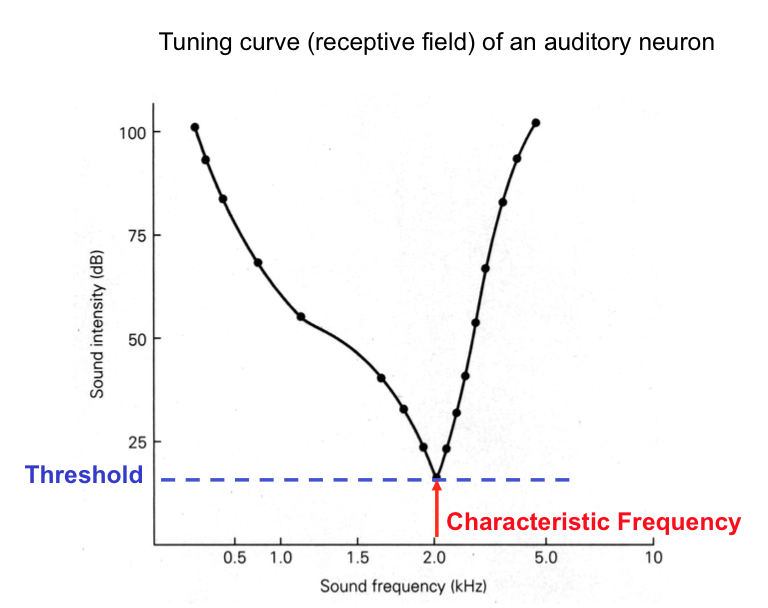 Tuning curve (receptive field) of an auditory neuron
100
75
50
25
Sound intensity (dB)
Threshold
Characteristic Frequency
0.5 1.0 1.5 2.0 5.0 10
Sound frequency (kHz)